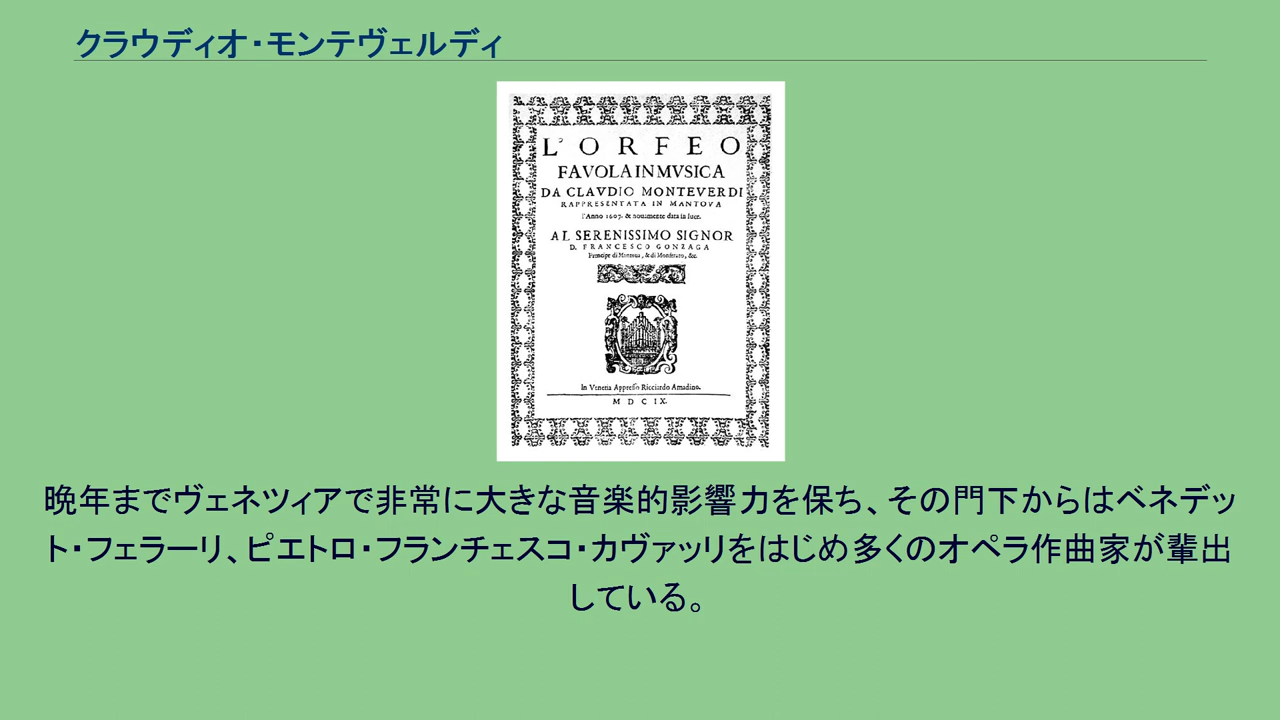 クラウディオ・モンテヴェルディ
L'ORFEO
FAVOLA IN MVSICA
DA CLAVDIO MONTEVERDI
RAPPRESENTATA IN MANTOVA
l'Anno 1607. & nouamente data in luce.
AL SERENISSIMO SIGNOR
D. FRANCESCO GONZAGA
Principe di Mantoua, & di Monferato, &c.
In Venetia Appresso Ricciardo Amadino.
M D C IX.
晩年までヴェネツィアで非常に大きな音楽的影響力を保ち、その門下からはベネデッ
ト・フェラーリ、ピエトロ・フランチェスコ・カヴァッリをはじめ多くのオペラ作曲家が輩出
している。